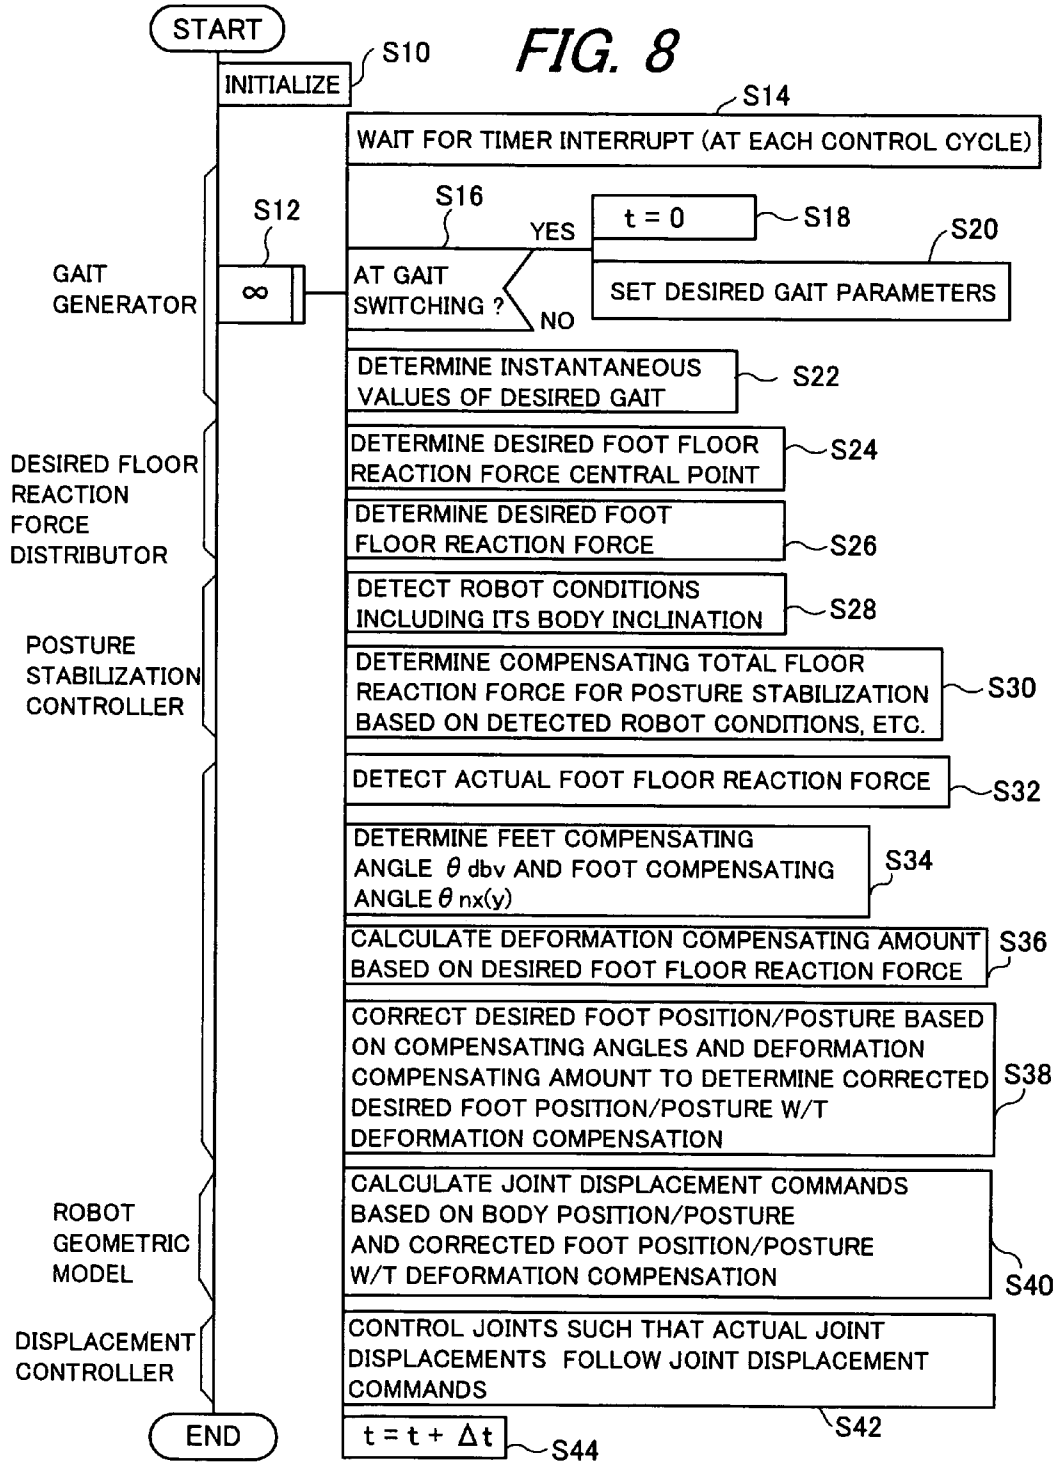 START
FIG. 8
S10
INITIALIZE
S14
WAIT FOR TIMER INTERRUPT (AT EACH CONTROL CYCLE)
S12
∞
S16
AT GAIT
SWITCHING ?
YES
NO
t = 0
S18
S20
SET DESIRED GAIT PARAMETERS
GAIT
GENERATOR
DETERMINE INSTANTANEOUS
VALUES OF DESIRED GAIT
S22
DESIRED FLOOR
REACTION
FORCE
DISTRIBUTOR
DETERMINE DESIRED FOOT FLOOR
REACTION FORCE CENTRAL POINT
S24
DETERMINE DESIRED FOOT
FLOOR REACTION FORCE
S26
POSTURE
STABILIZATION
CONTROLLER
DETECT ROBOT CONDITIONS
INCLUDING ITS BODY INCLINATION
S28
DETERMINE COMPENSATING TOTAL FLOOR
REACTION FORCE FOR POSTURE STABILIZATION
BASED ON DETECTED ROBOT CONDITIONS, ETC.
S30
DETECT ACTUAL FOOT FLOOR REACTION FORCE
S32
DETERMINE FEET COMPENSATING
ANGLE θ dbv AND FOOT COMPENSATING
ANGLE θ nx(y)
S34
CALCULATE DEFORMATION COMPENSATING AMOUNT
BASED ON DESIRED FOOT FLOOR REACTION FORCE
S36
CORRECT DESIRED FOOT POSITION/POSTURE BASED
ON COMPENSATING ANGLES AND DEFORMATION
COMPENSATING AMOUNT TO DETERMINE CORRECTED
DESIRED FOOT POSITION/POSTURE W/T
DEFORMATION COMPENSATION
S38
ROBOT
GEOMETRIC
MODEL
CALCULATE JOINT DISPLACEMENT COMMANDS
BASED ON BODY POSITION/POSTURE
AND CORRECTED FOOT POSITION/POSTURE
W/T DEFORMATION COMPENSATION
S40
DISPLACEMENT
CONTROLLER
CONTROL JOINTS SUCH THAT ACTUAL JOINT
DISPLACEMENTS FOLLOW JOINT DISPLACEMENT
COMMANDS
S42
END
t = t + Δt
S44